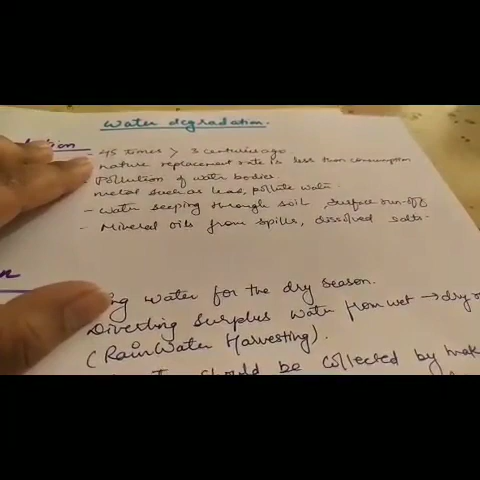 Water degradation.
- 45 times > 3 centuries ago
nature replacement rate is less than consumption
Pollution of water bodies
metal such as lead, pollute water.
- Water seeping through soil, surface run-off
- Mineral oils from spills, dissolved salts.
water for the dry season.
Diverting surplus water from wet → dry
(Rain Water Harvesting).
should be collected by